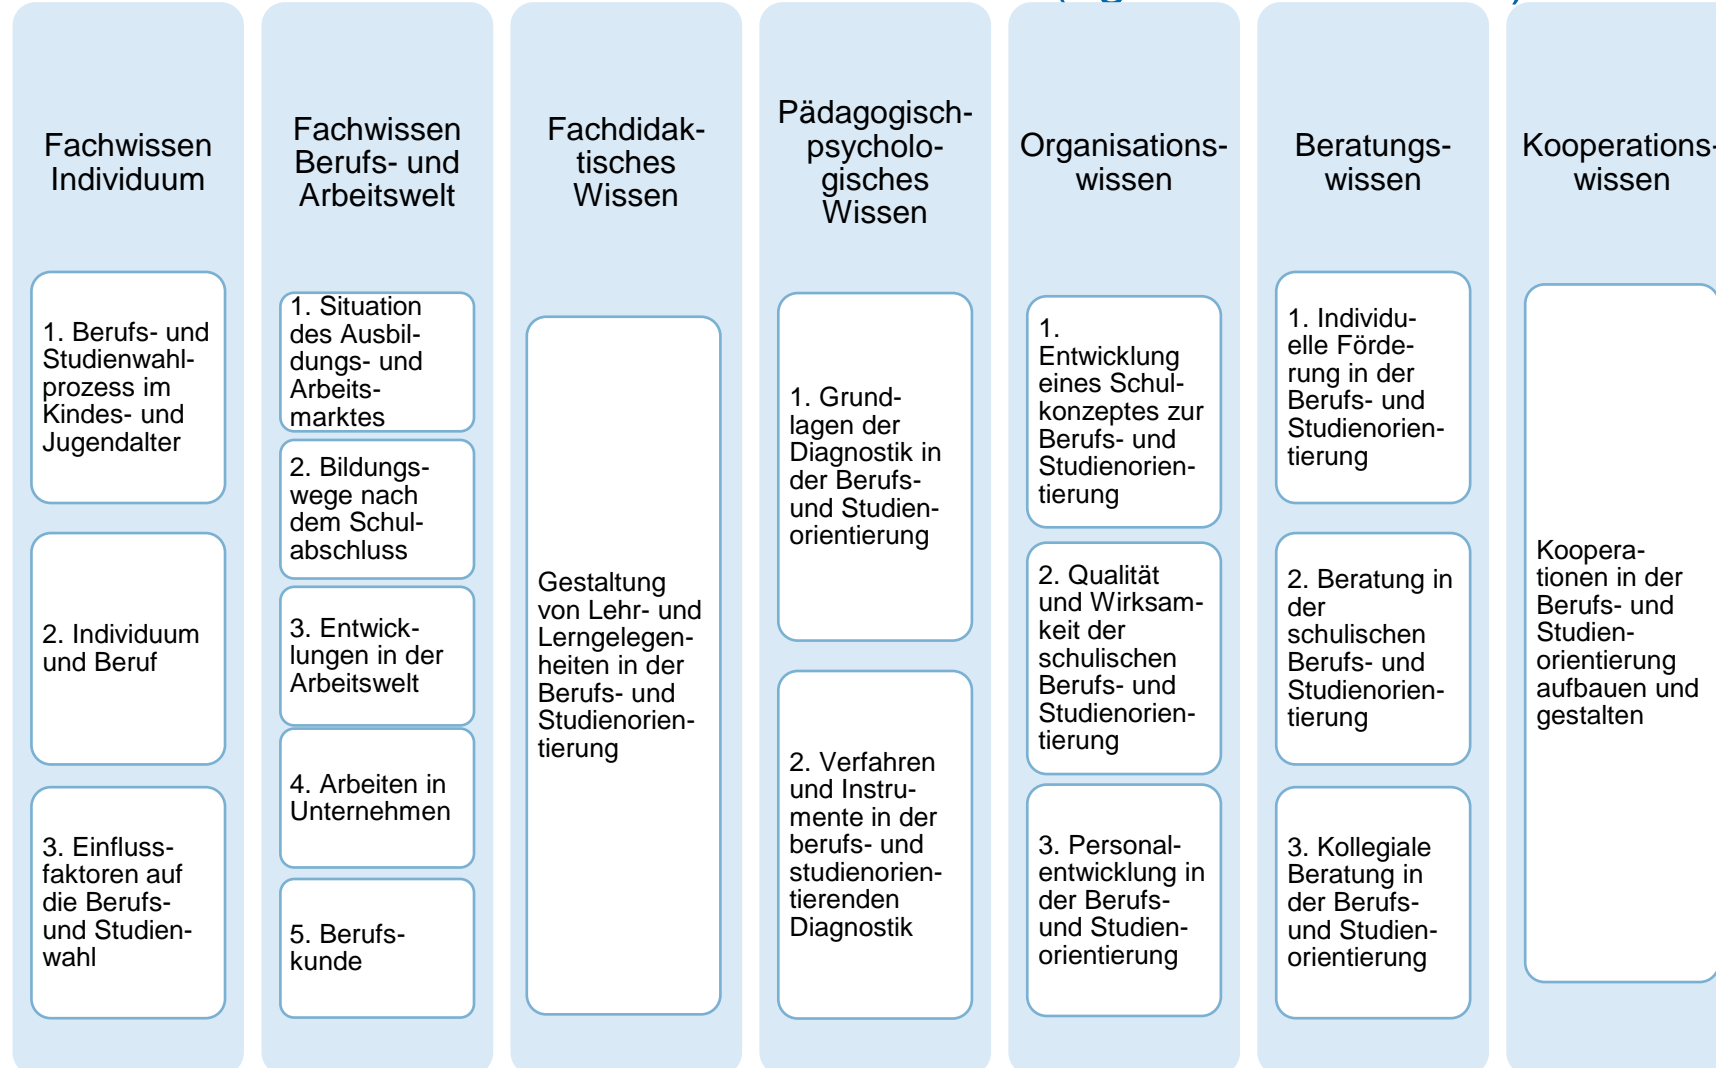 Fachwissen
Individuum
1. Berufs- und
Studienwahl-
prozess im
Kindes- und
Jugendalter
2. Individuum
und Beruf
3. Einfluss-
faktoren auf
die Berufs-
und Studien-
wahl
Fachwissen
Berufs- und
Arbeitswelt
1. Situation
des Ausbil-
dungs- und
Arbeits-
marktes
2. Bildungs-
wege nach
dem Schul-
abschluss
3. Entwick-
lungen in der
Arbeitswelt
4. Arbeiten in
Unternehmen
5. Berufs-
kunde
Fachdidak-
tisches
Wissen
Gestaltung
von Lehr- und
Lerngelegen-
heiten in der
Berufs- und
Studienorien-
tierung
Pädagogisch-
psycholo-
gisches
Wissen
1. Grund-
lagen der
Diagnostik in
der Berufs-
und Studien-
orientierung
2. Verfahren
und Instru-
mente in der
berufs- und
studienorien-
tierenden
Diagnostik
Organisations-
wissen
1.
Entwicklung
eines Schul-
konzeptes zur
Berufs- und
Studienorien-
tierung
2. Qualität
und Wirksam-
keit der
schulischen
Berufs- und
Studienorien-
tierung
3. Personal-
entwicklung in
der Berufs-
und Studien-
orientierung
Beratungs-
wissen
1. Individu-
elle Förde-
rung in der
Berufs- und
Studienorien-
tierung
2. Beratung in
der
schulischen
Berufs- und
Studienorien-
tierung
3. Kollegiale
Beratung in
der Berufs-
und Studien-
orientierung
Kooperations-
wissen
Koopera-
tionen in der
Berufs- und
Studien-
orientierung
aufbauen und
gestalten